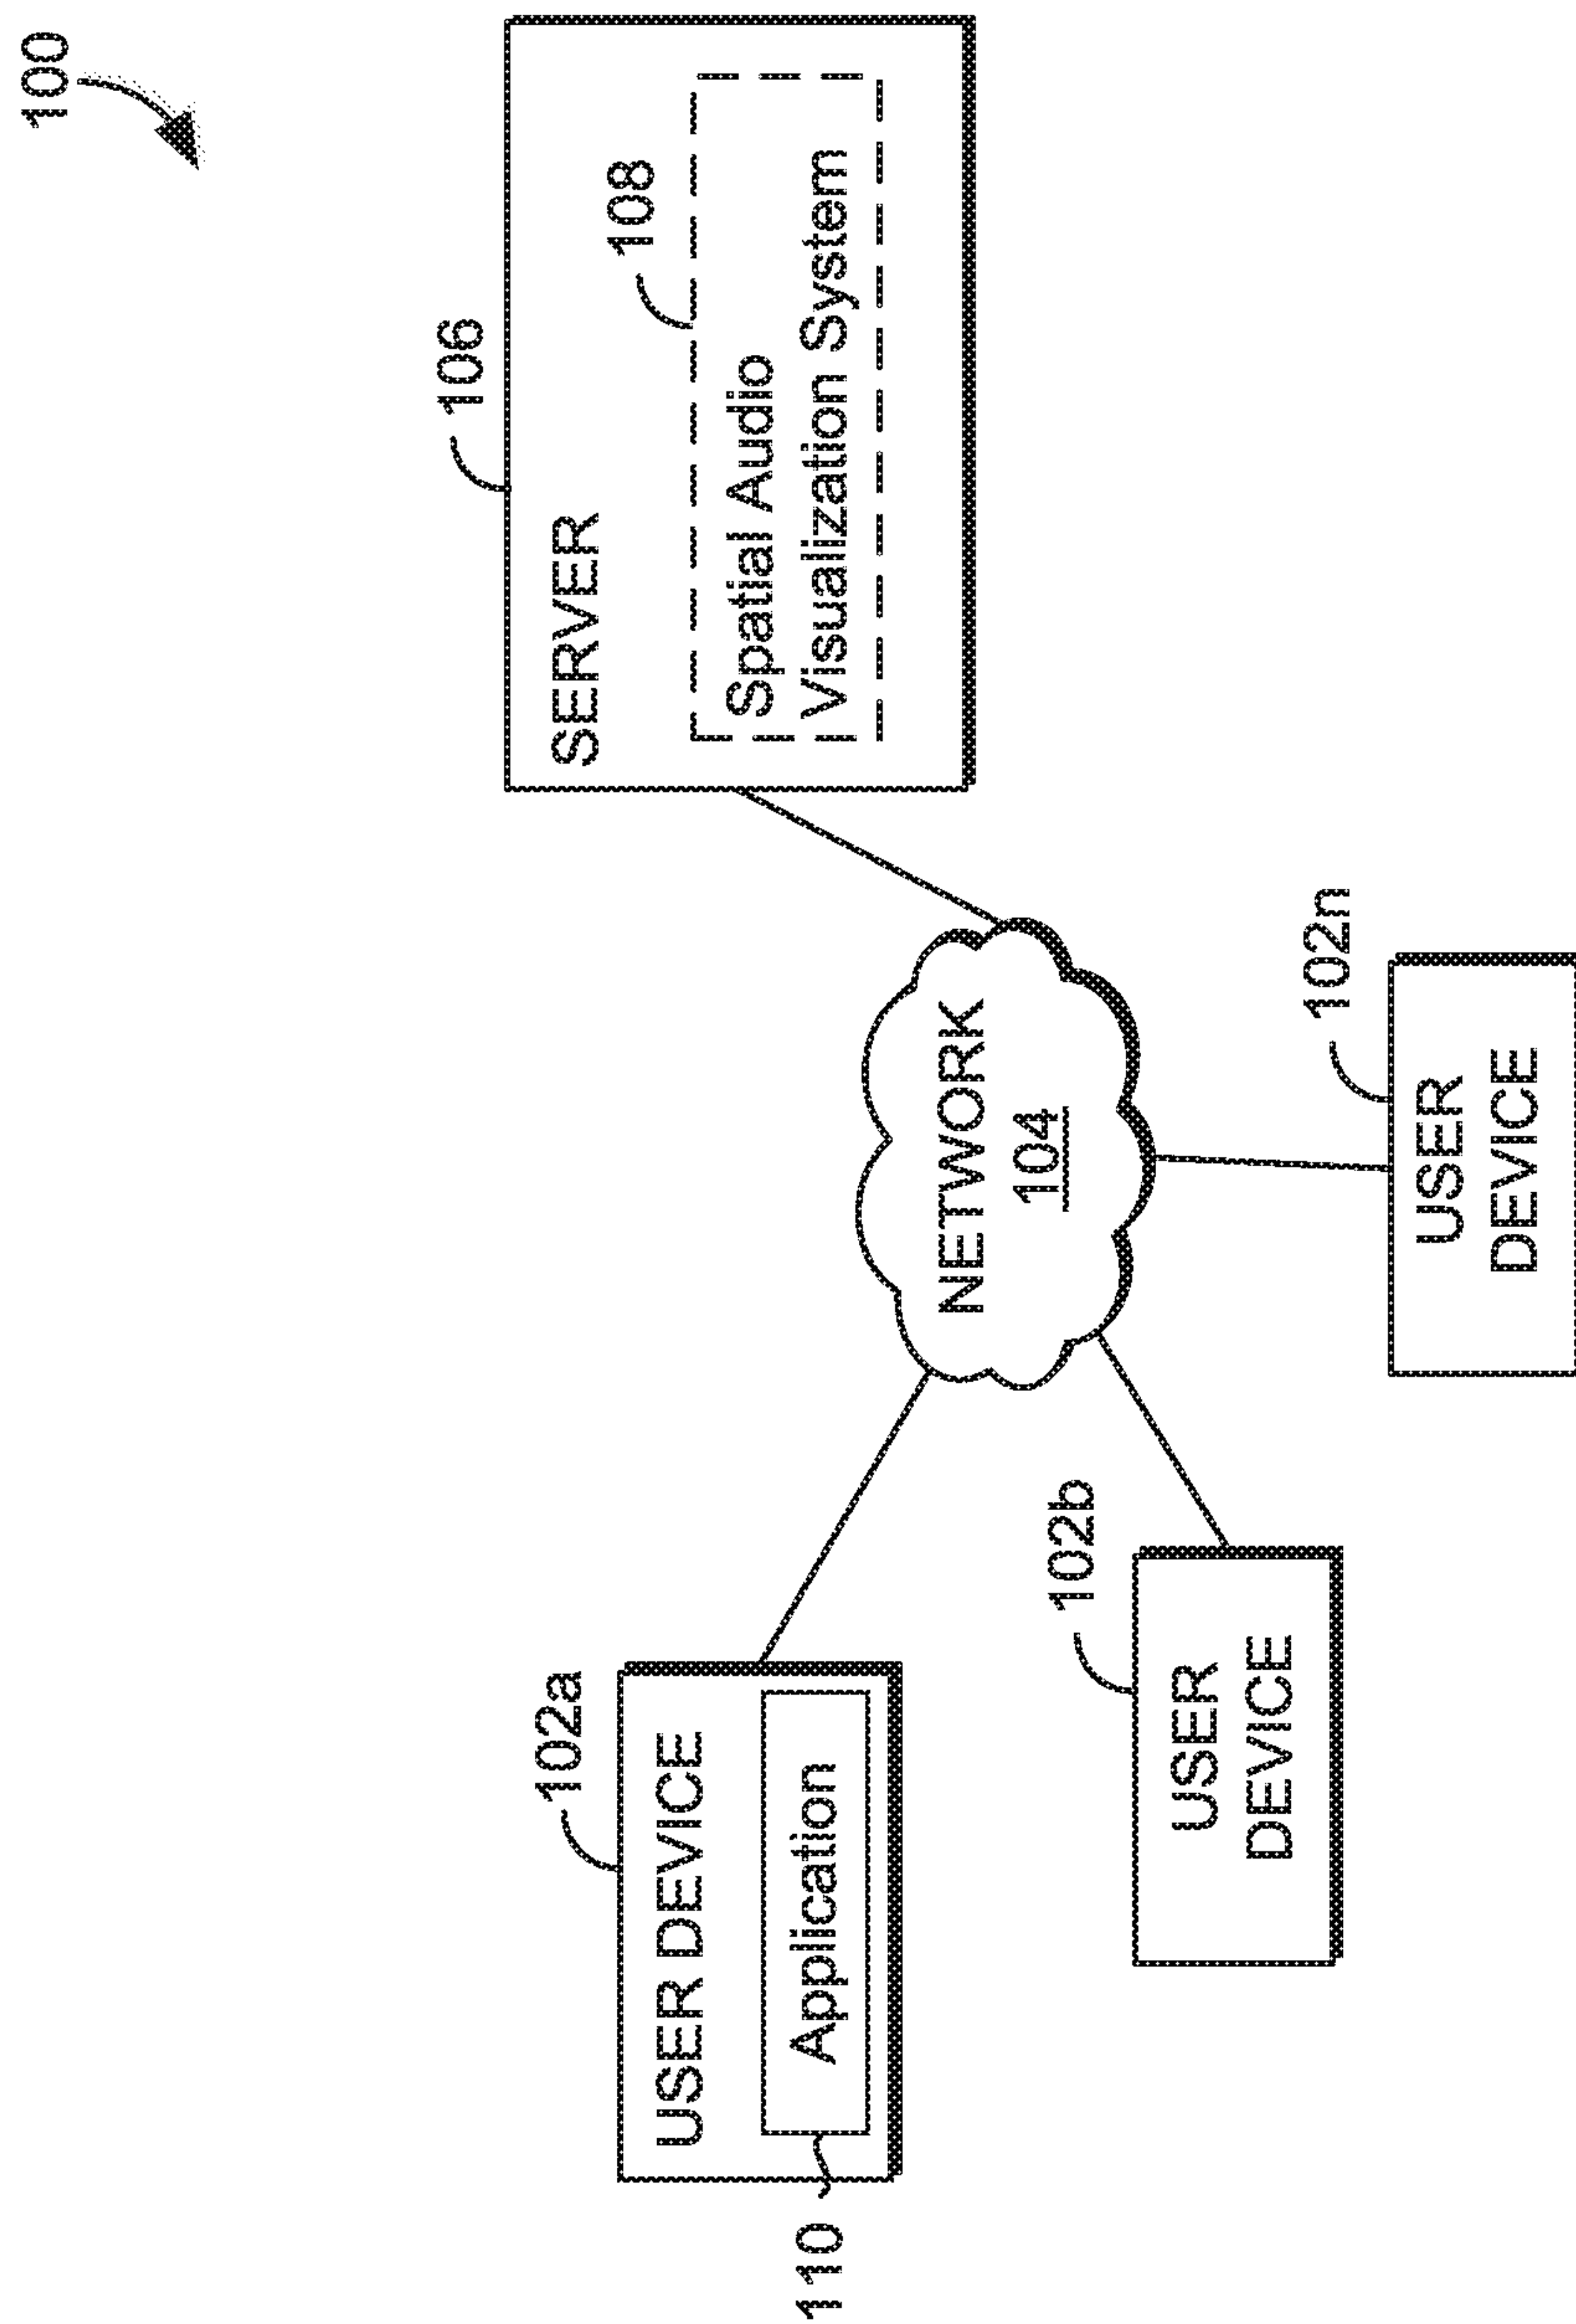 100
106
SERVER
108
Spatial Audio
Visualization System
102a
USER DEVICE
Application
110
NETWORK
104
102b
USER
DEVICE
102n
USER
DEVICE